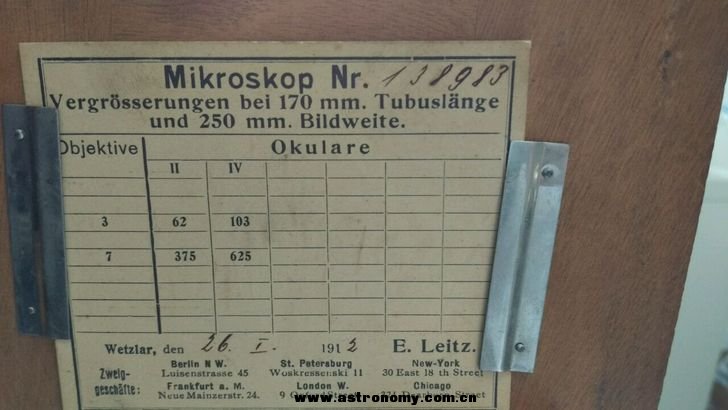 Mikroskop Nr. 138983
Vergrösserungen bei 170 mm. Tubuslänge
und 250 mm. Bildweite.
Objektive Okulare
II IV
3 62 103
7 375 625
Wetzlar, den 26. I. 1912 E. Leitz.
Zweig-geschäfte:
Berlin N W. St. Petersburg New-York
Luisenstrasse 45 Woskressenski 11 30 East 18 th Street
Frankfurt a. M. London W. Chicago
Neue Mainzerstr. 24. 9 Street
www.astronomy.com.cn